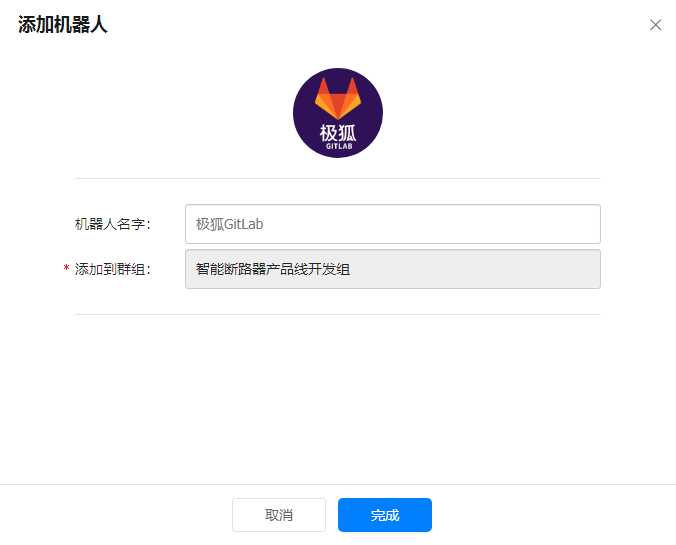 添加机器人
极狐
GITLAB
机器人名字：
极狐GitLab
* 添加到群组：
智能断路器产品线开发组
取消
完成